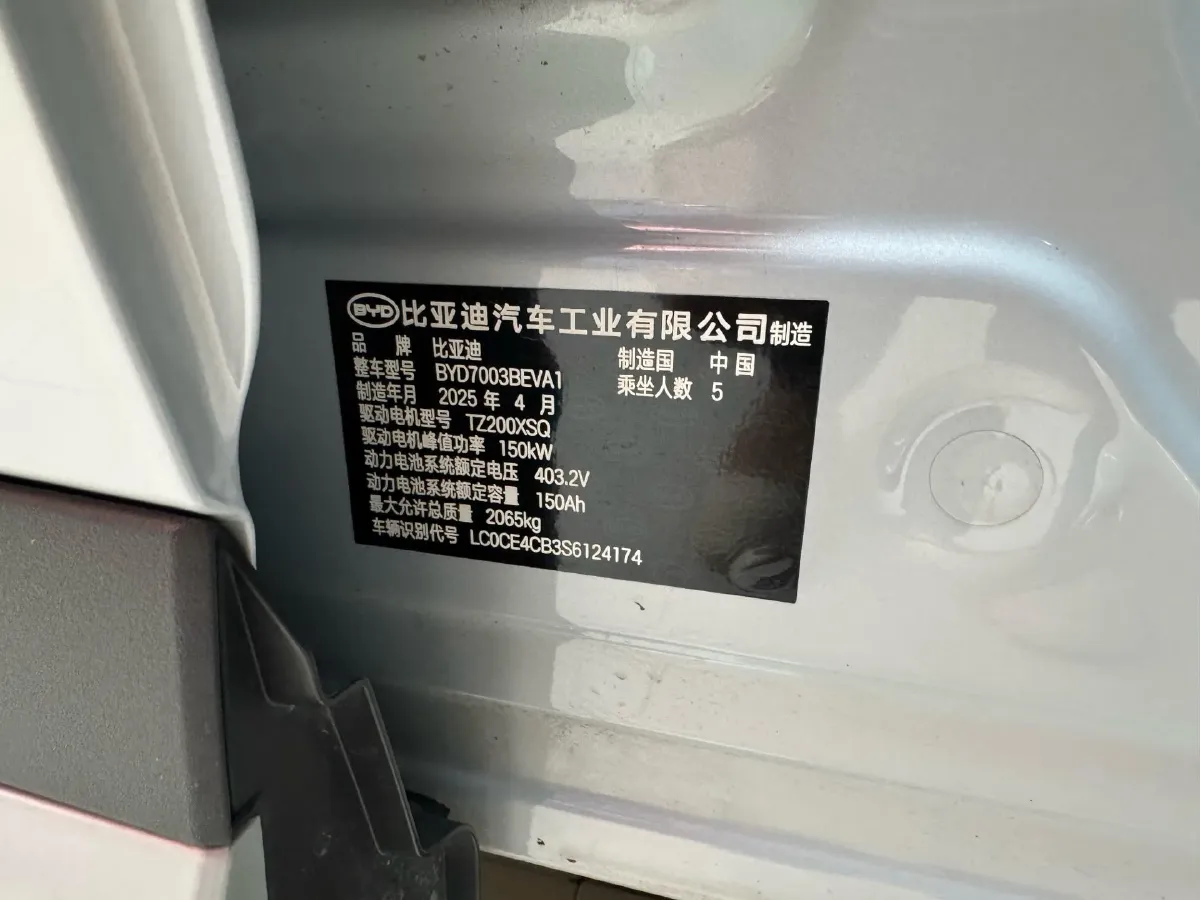 BYD 比亚迪汽车工业有限公司制造
品 牌 比亚迪 制造国 中国
整车型号 BYD7003BEVA1 乘坐人数 5
制造年月 2025 年 4 月
驱动电机型号 TZ200XSQ
驱动电机峰值功率 150kW
动力电池系统额定电压 403.2V
动力电池系统额定容量 150Ah
最大允许总质量 2065kg
车辆识别代号 LC0CE4CB3S6124174